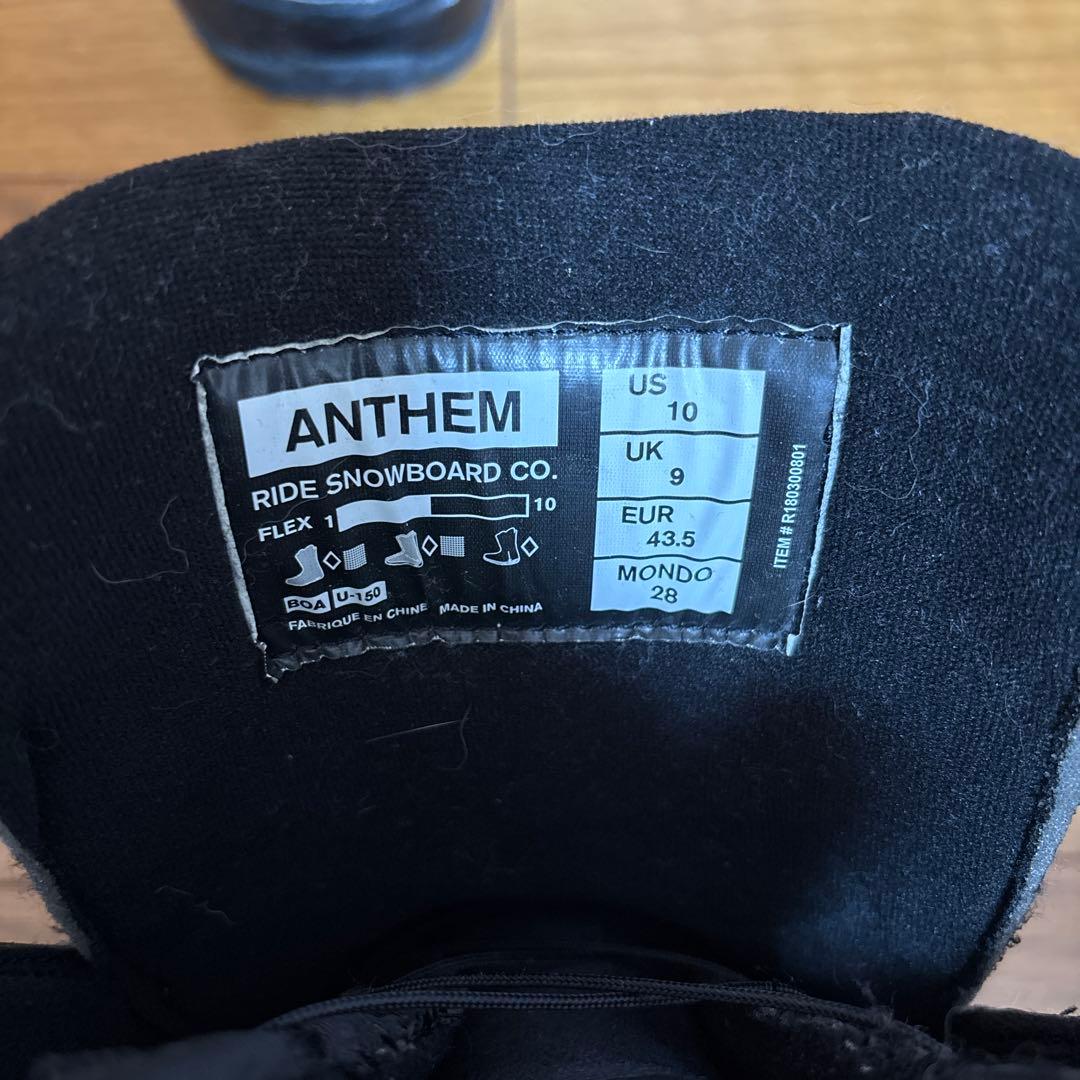 ANTHEM
RIDE SNOWBOARD CO.
FLEX 1 10
BOA U-150
FABRIQUE EN CHINE MADE IN CHINA
US
10
UK
9
EUR
43.5
MONDO
28
ITEM # R180300801